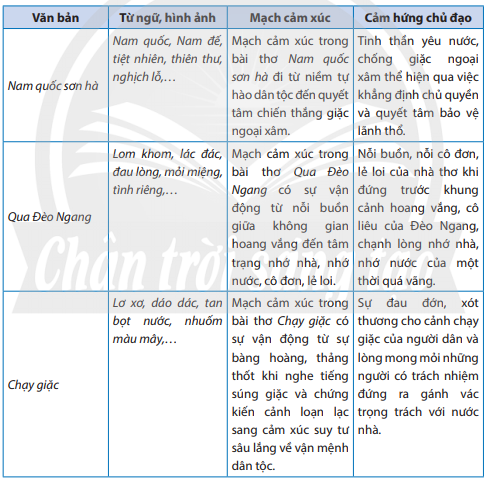 Văn bản
Từ ngữ, hình ảnh
Mạch cảm xúc
Cảm hứng chủ đạo
Nam quốc sơn hà
Nam quốc, Nam đế,
tiệt nhiên, thiên thư,
nghịch lỗ,…
Mạch cảm xúc trong
bài thơ Nam quốc
sơn hà đi từ niềm tự
hào dân tộc đến quyết
tâm chiến thắng giặc
ngoại xâm.
Tinh thần yêu nước,
chống giặc ngoại
xâm thể hiện qua việc
khẳng định chủ quyền
và quyết tâm bảo vệ
lãnh thổ.
Qua Đèo Ngang
Lom khom, lác đác,
đau lòng, mỏi miệng,
tình riêng,…
Mạch cảm xúc trong
bài thơ Qua Đèo
Ngang có sự vận
động từ nỗi buồn
giữa không gian
hoang vắng đến tâm
trạng nhớ nhà, nhớ
nước, cô đơn, lẻ loi.
Nỗi buồn, nỗi cô đơn,
lẻ loi của nhà thơ khi
đứng trước khung
cảnh hoang vắng, cô
liêu của Đèo Ngang,
chạnh lòng nhớ nhà,
nhớ nước của một
thời quá vãng.
Chạy giặc
Lơ xơ, dáo dác, tan
bọt nước, nhuốm
màu mây,…
Mạch cảm xúc trong
bài thơ Chạy giặc có
sự vận động từ sự
bàng hoàng, thảng
thốt khi nghe tiếng
súng giặc và chứng
kiến cảnh loạn lạc
sang cảm xúc suy tư
sâu lắng về vận mệnh
dân tộc.
Sự đau đớn, xót
thương cho cảnh chạy
giặc của người dân và
lòng mong mỏi những
người có trách nhiệm
đứng ra gánh vác
trọng trách với nước
nhà.
Chân trời sáng tạo